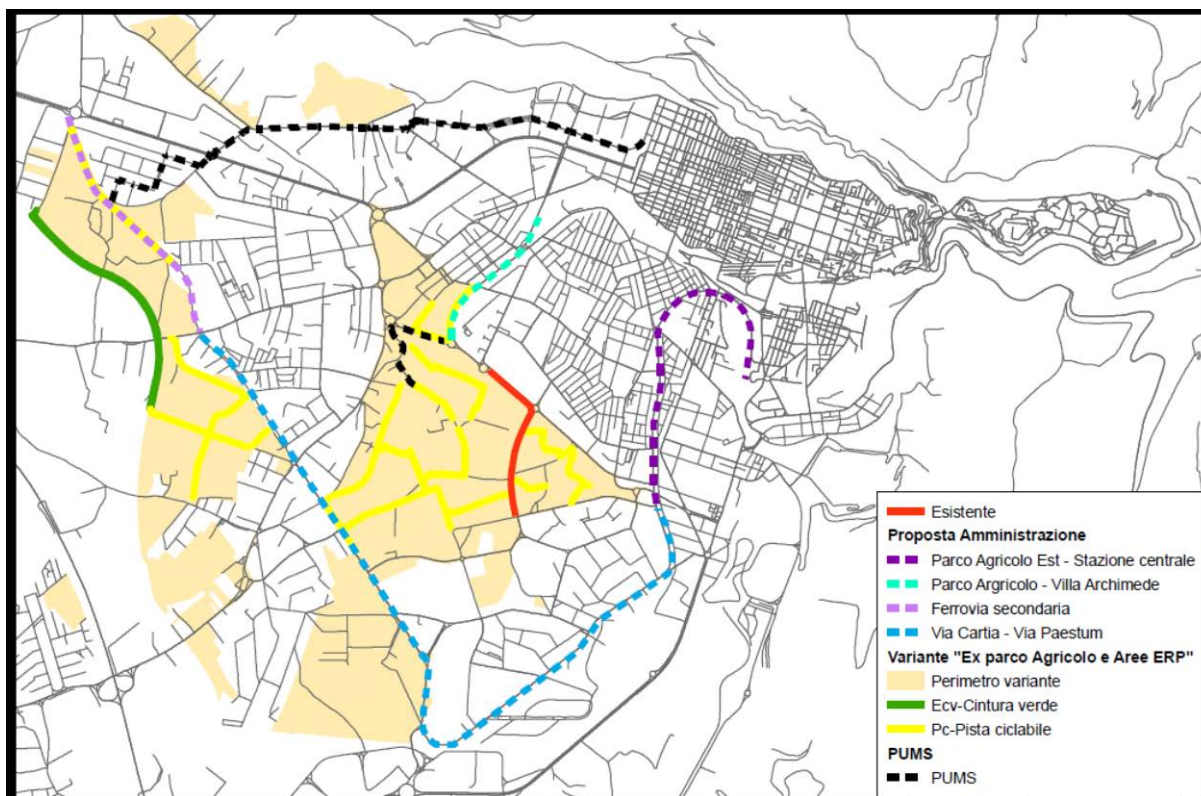 Esistente
Proposta Amministrazione
Parco Agricolo Est - Stazione centrale
Parco Argricolo - Villa Archimede
Ferrovia secondaria
Via Cartia - Via Paestum
Variante "Ex parco Agricolo e Aree ERP"
Perimetro variante
Ecv-Cintura verde
Pc-Pista ciclabile
PUMS
PUMS